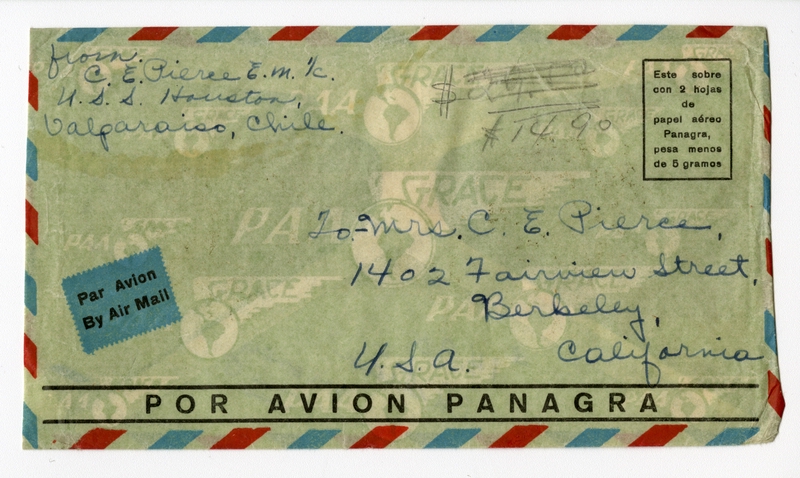 from.
C. E. Pierce E.M. 1/c.
U.S.S. Houston,
Valparaiso, Chile.
$
$14.90
Este sobre
con 2 hojas
de
papel aéreo
Panagra,
pesa menos
de 5 gramos
GRACE
PAA
To-Mrs. C. E. Pierce,
1402 Fairview Street,
Berkeley,
U.S.A. California
Par Avion
By Air Mail
POR AVION PANAGRA